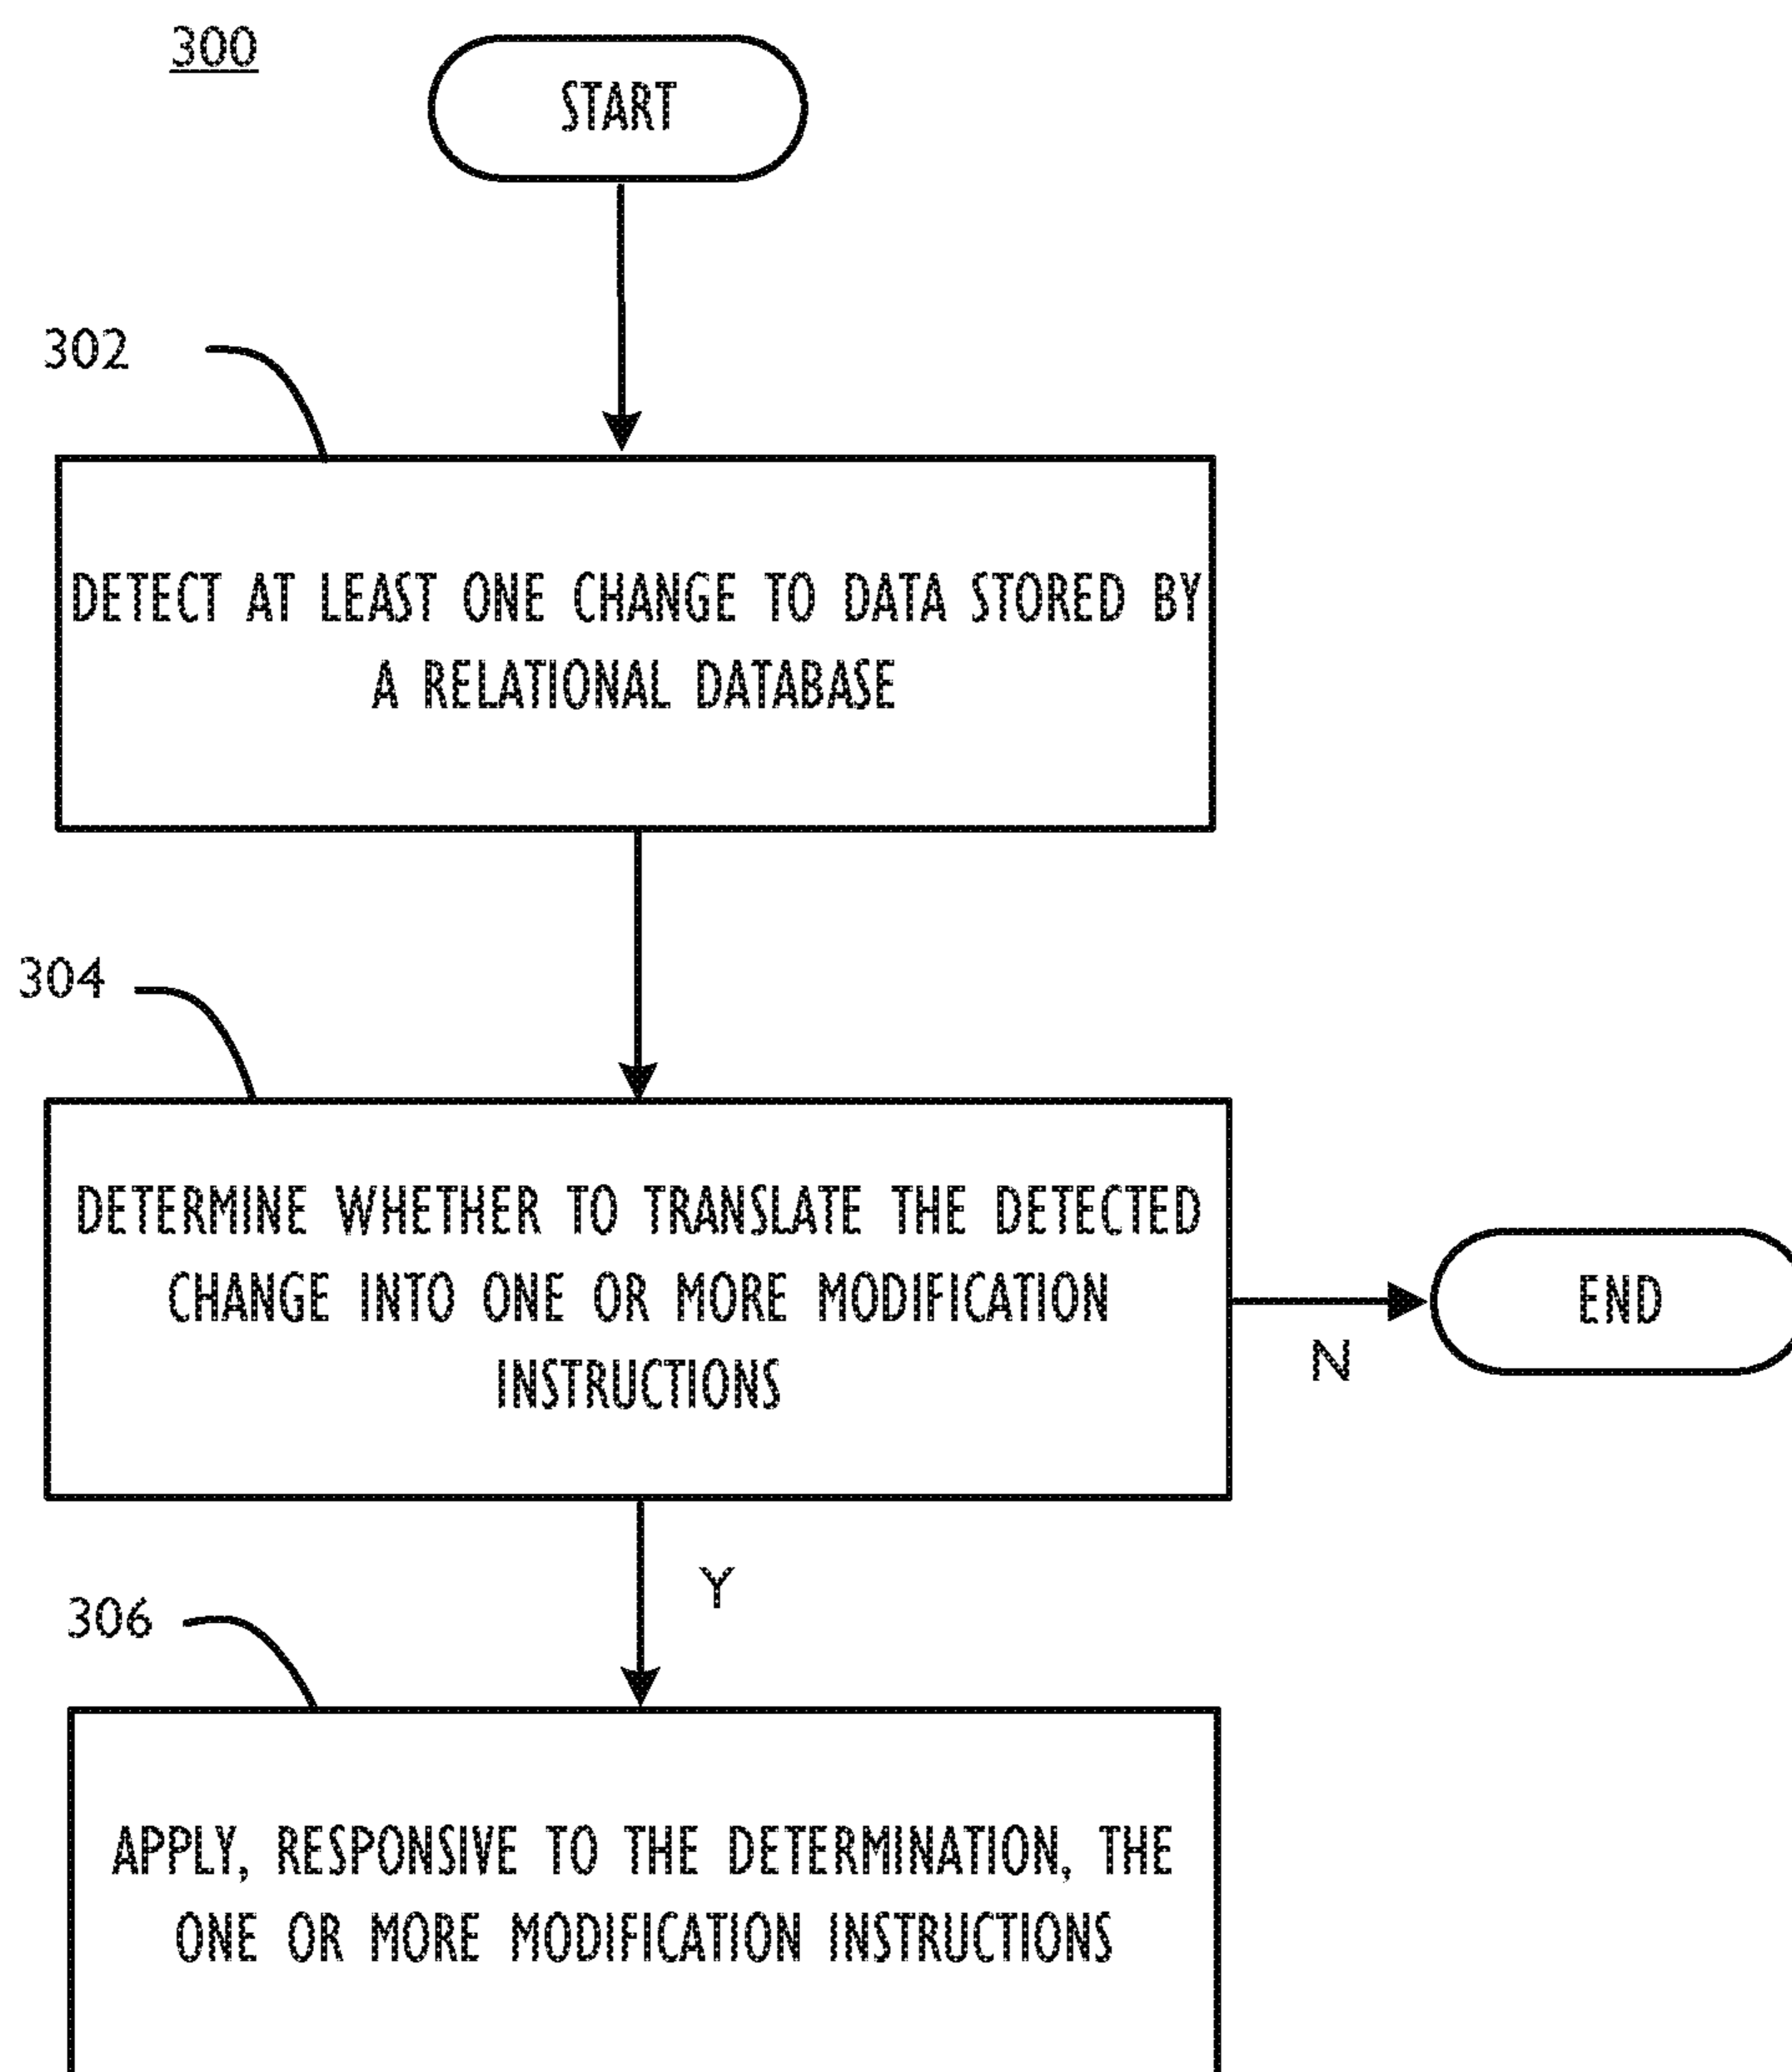 300
START
302
DETECT AT LEAST ONE CHANGE TO DATA STORED BY
A RELATIONAL DATABASE
304
DETERMINE WHETHER TO TRANSLATE THE DETECTED
CHANGE INTO ONE OR MORE MODIFICATION
INSTRUCTIONS
N
END
Y
306
APPLY, RESPONSIVE TO THE DETERMINATION, THE
ONE OR MORE MODIFICATION INSTRUCTIONS